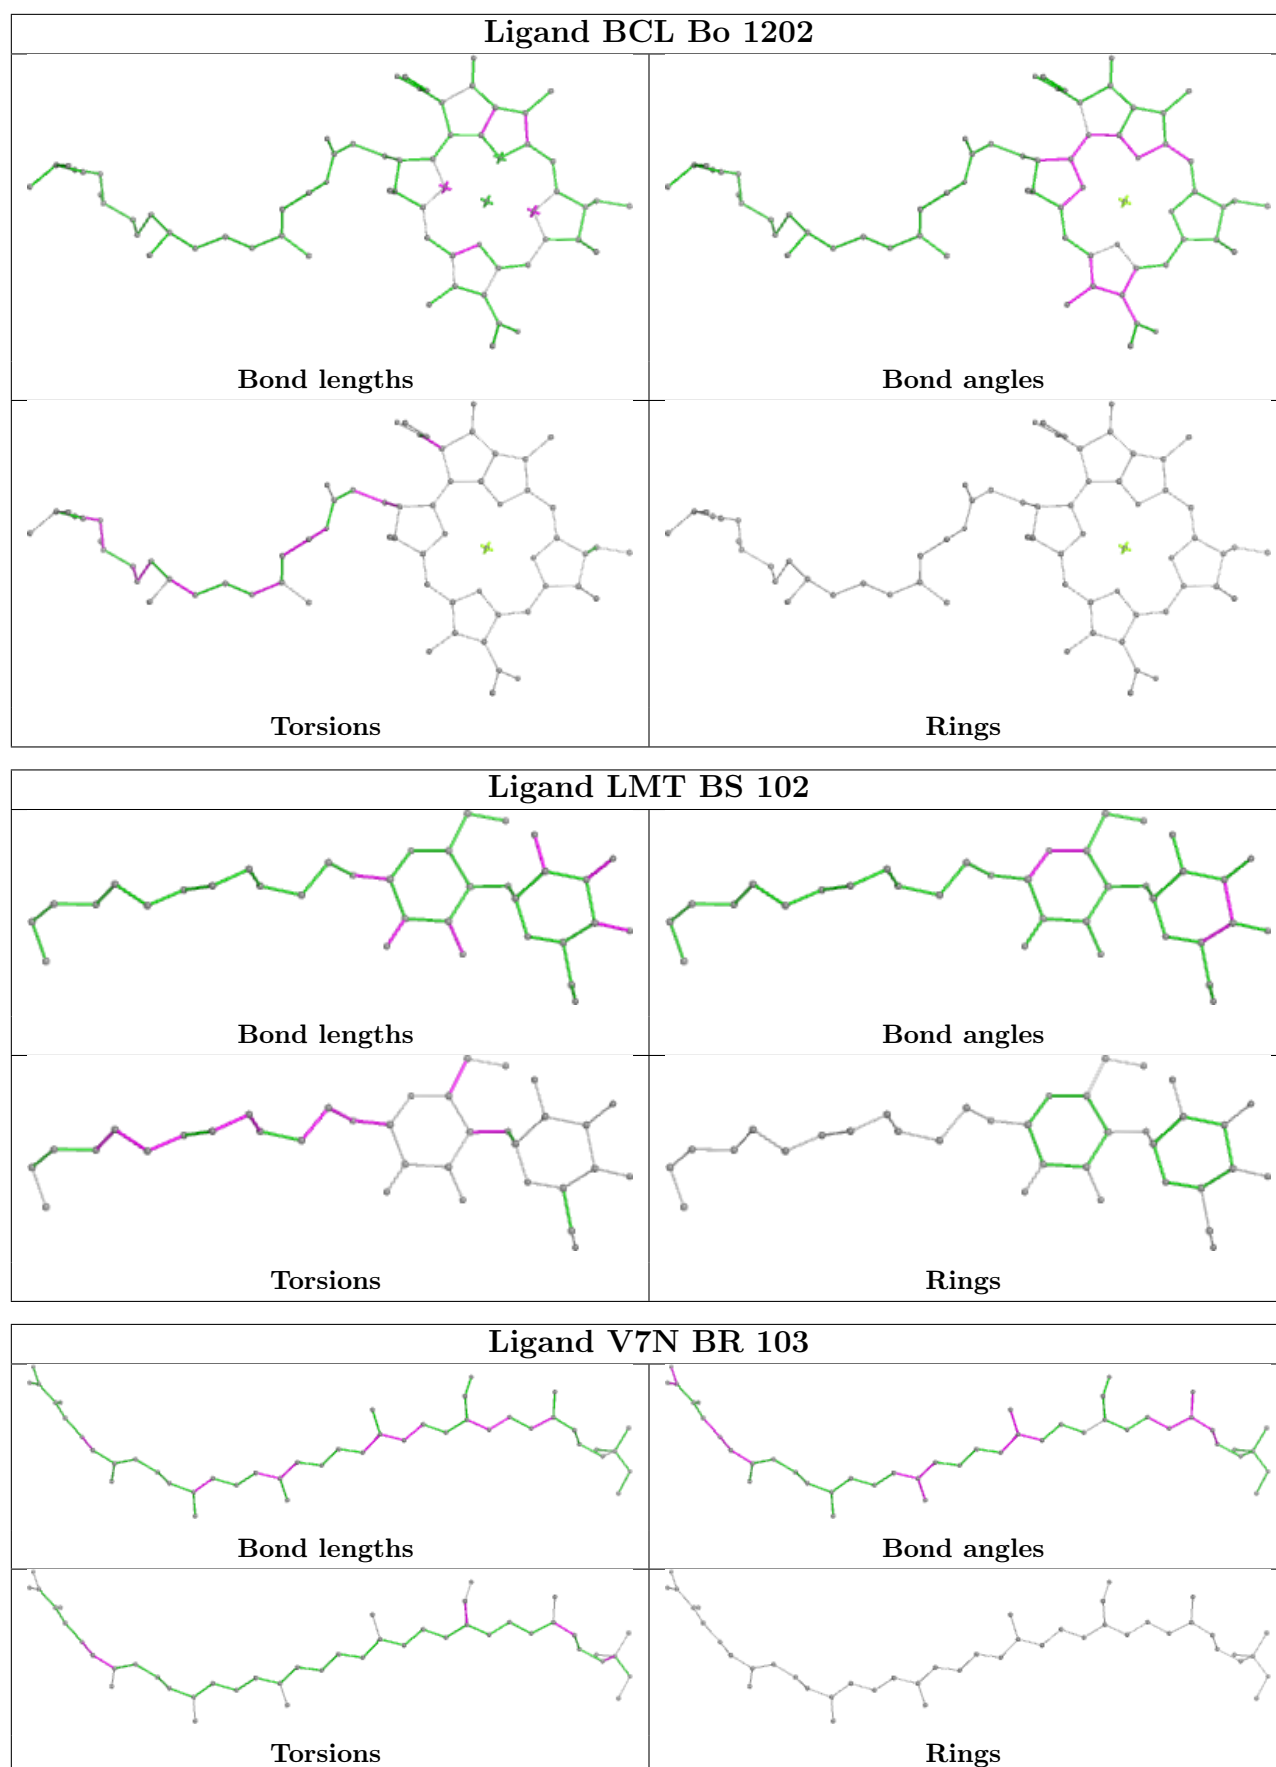 Ligand BCL Bo 1202
Bond lengths
Bond angles
Torsions
Rings
Ligand LMT BS 102
Bond lengths
Bond angles
Torsions
Rings
Ligand V7N BR 103
Bond lengths
Bond angles
Torsions
Rings